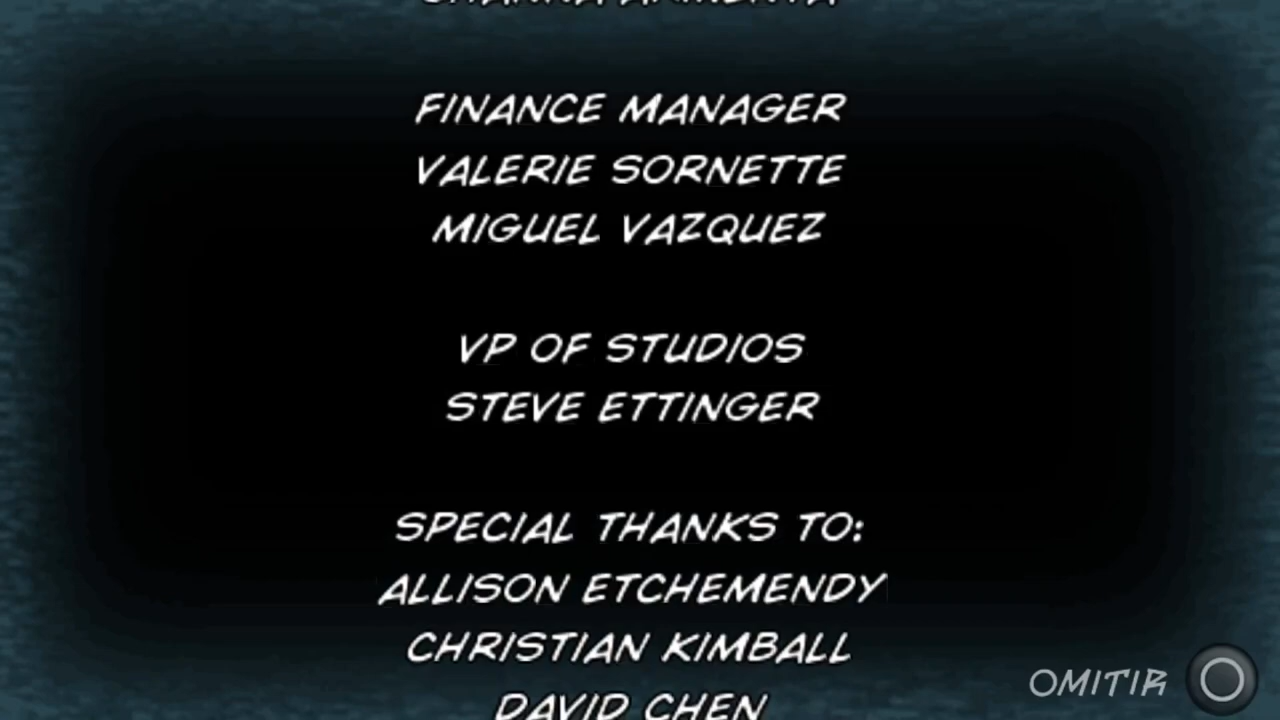 FINANCE MANAGER
VALERIE SORNETTE
MIGUEL VAZQUEZ
VP OF STUDIOS
STEVE ETTINGER
SPECIAL THANKS TO:
ALLISON ETCHEMENDY
CHRISTIAN KIMBALL
DAVID CHEN
OMITIR